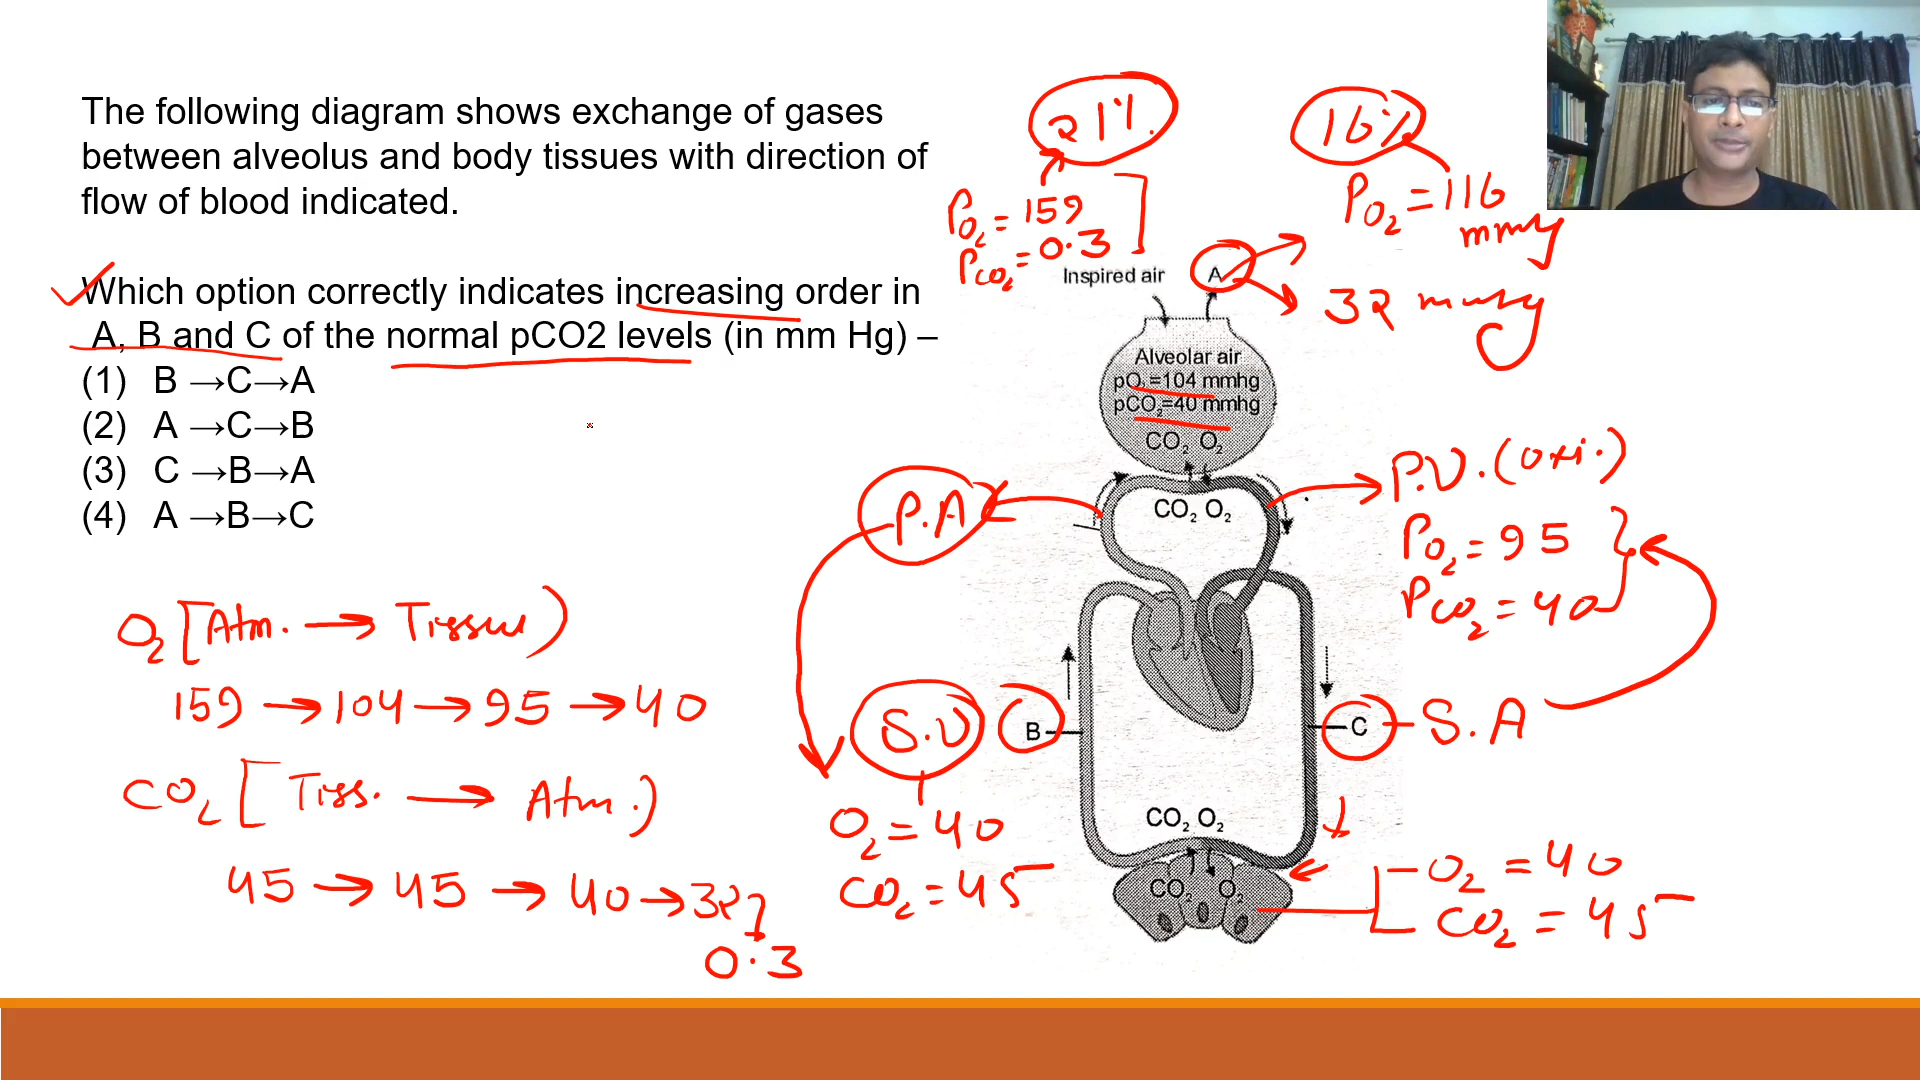 The following diagram shows exchange of gases
between alveolus and body tissues with direction of
flow of blood indicated.
Which option correctly indicates increasing order in
A, B and C of the normal pCO2 levels (in mm Hg) –
(1) B →C→A
(2) A →C→B
(3) C →B→A
(4) A →B→C
O2 [Atm. → Tissue)
159 → 104 → 95 → 40
CO2 [ Tiss. → Atm.)
45 → 45 → 40 → 32
0.3
21%.
16%
PO2 = 159
PCO2 = 0.3
PO2 = 116
mmHg
32 mmHg
Inspired air
A
Alveolar air
pO2=104 mmhg
pCO2=40 mmhg
CO2 O2
CO2 O2
P.A
P.V. (Oxi.)
PO2 = 95
PCO2 = 40
S.V
B
C
S.A
O2 = 40
CO2 = 45
CO2 O2
CO2 O2
O2 = 40
CO2 = 45